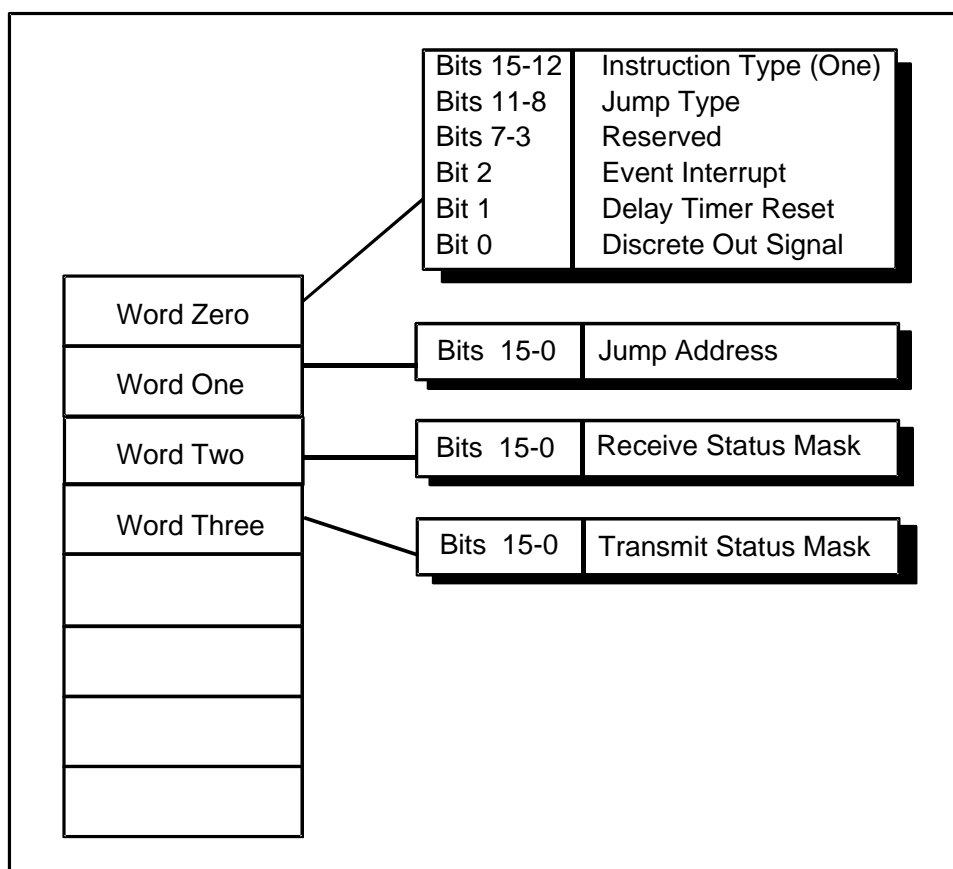 Bits 15-12 Instruction Type (One)
Bits 11-8 Jump Type
Bits 7-3 Reserved
Bit 2 Event Interrupt
Bit 1 Delay Timer Reset
Bit 0 Discrete Out Signal
Word Zero
Bits 15-0 Jump Address
Word One
Bits 15-0 Receive Status Mask
Word Two
Word Three
Bits 15-0 Transmit Status Mask